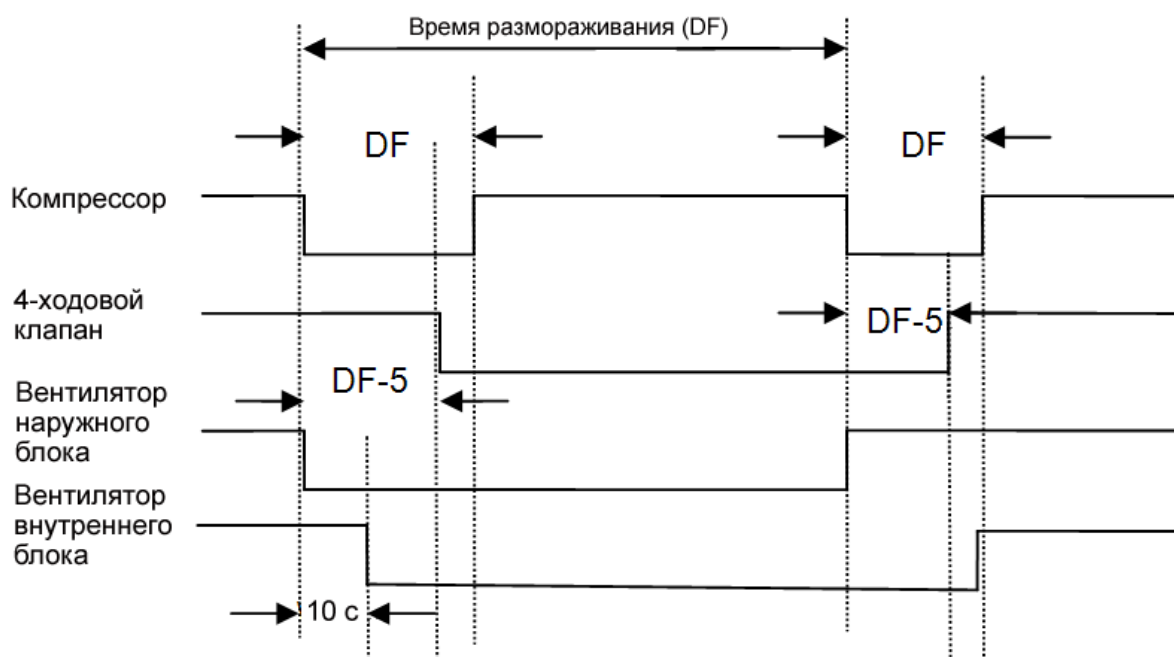 Время размораживания (DF)
DF
DF
Компрессор
4-ходовой
клапан
DF-5
DF-5
Вентилятор
наружного
блока
Вентилятор
внутреннего
блока
10 с